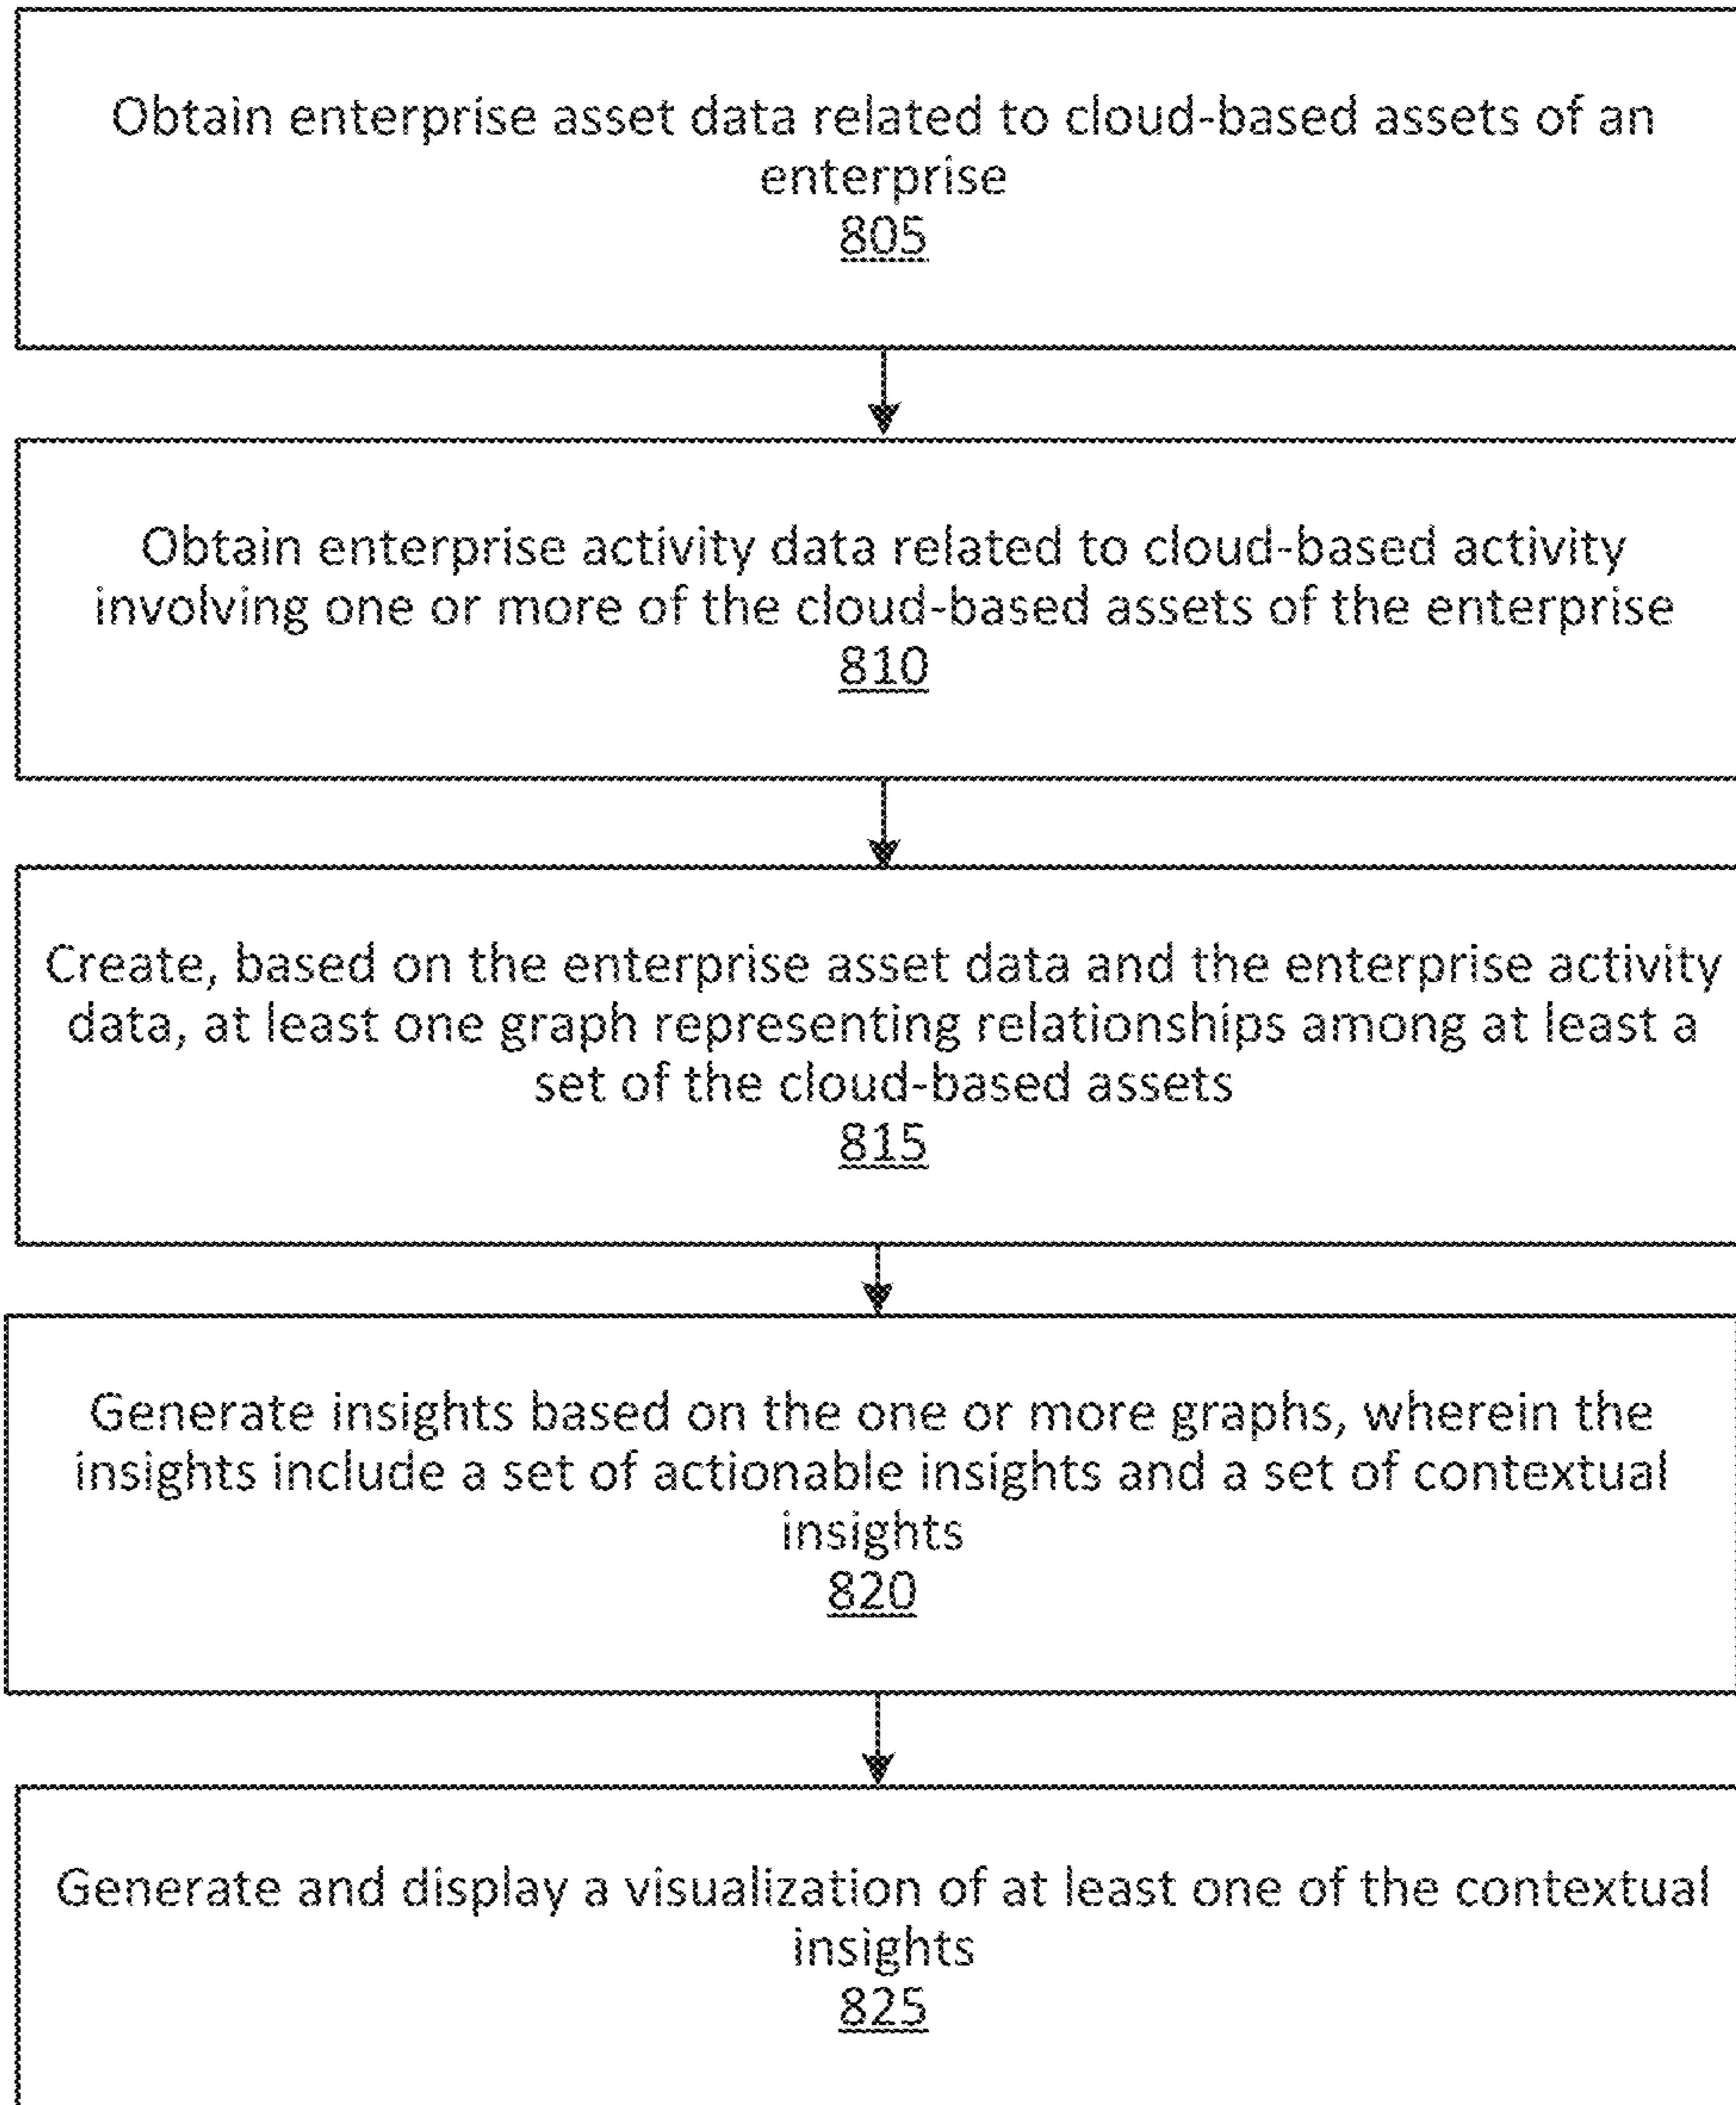 Obtain enterprise asset data related to cloud-based assets of an
enterprise
805
Obtain enterprise activity data related to cloud-based activity
involving one or more of the cloud-based assets of the enterprise
810
Create, based on the enterprise asset data and the enterprise activity
data, at least one graph representing relationships among at least a
set of the cloud-based assets
815
Generate insights based on the one or more graphs, wherein the
insights include a set of actionable insights and a set of contextual
insights
820
Generate and display a visualization of at least one of the contextual
insights
825